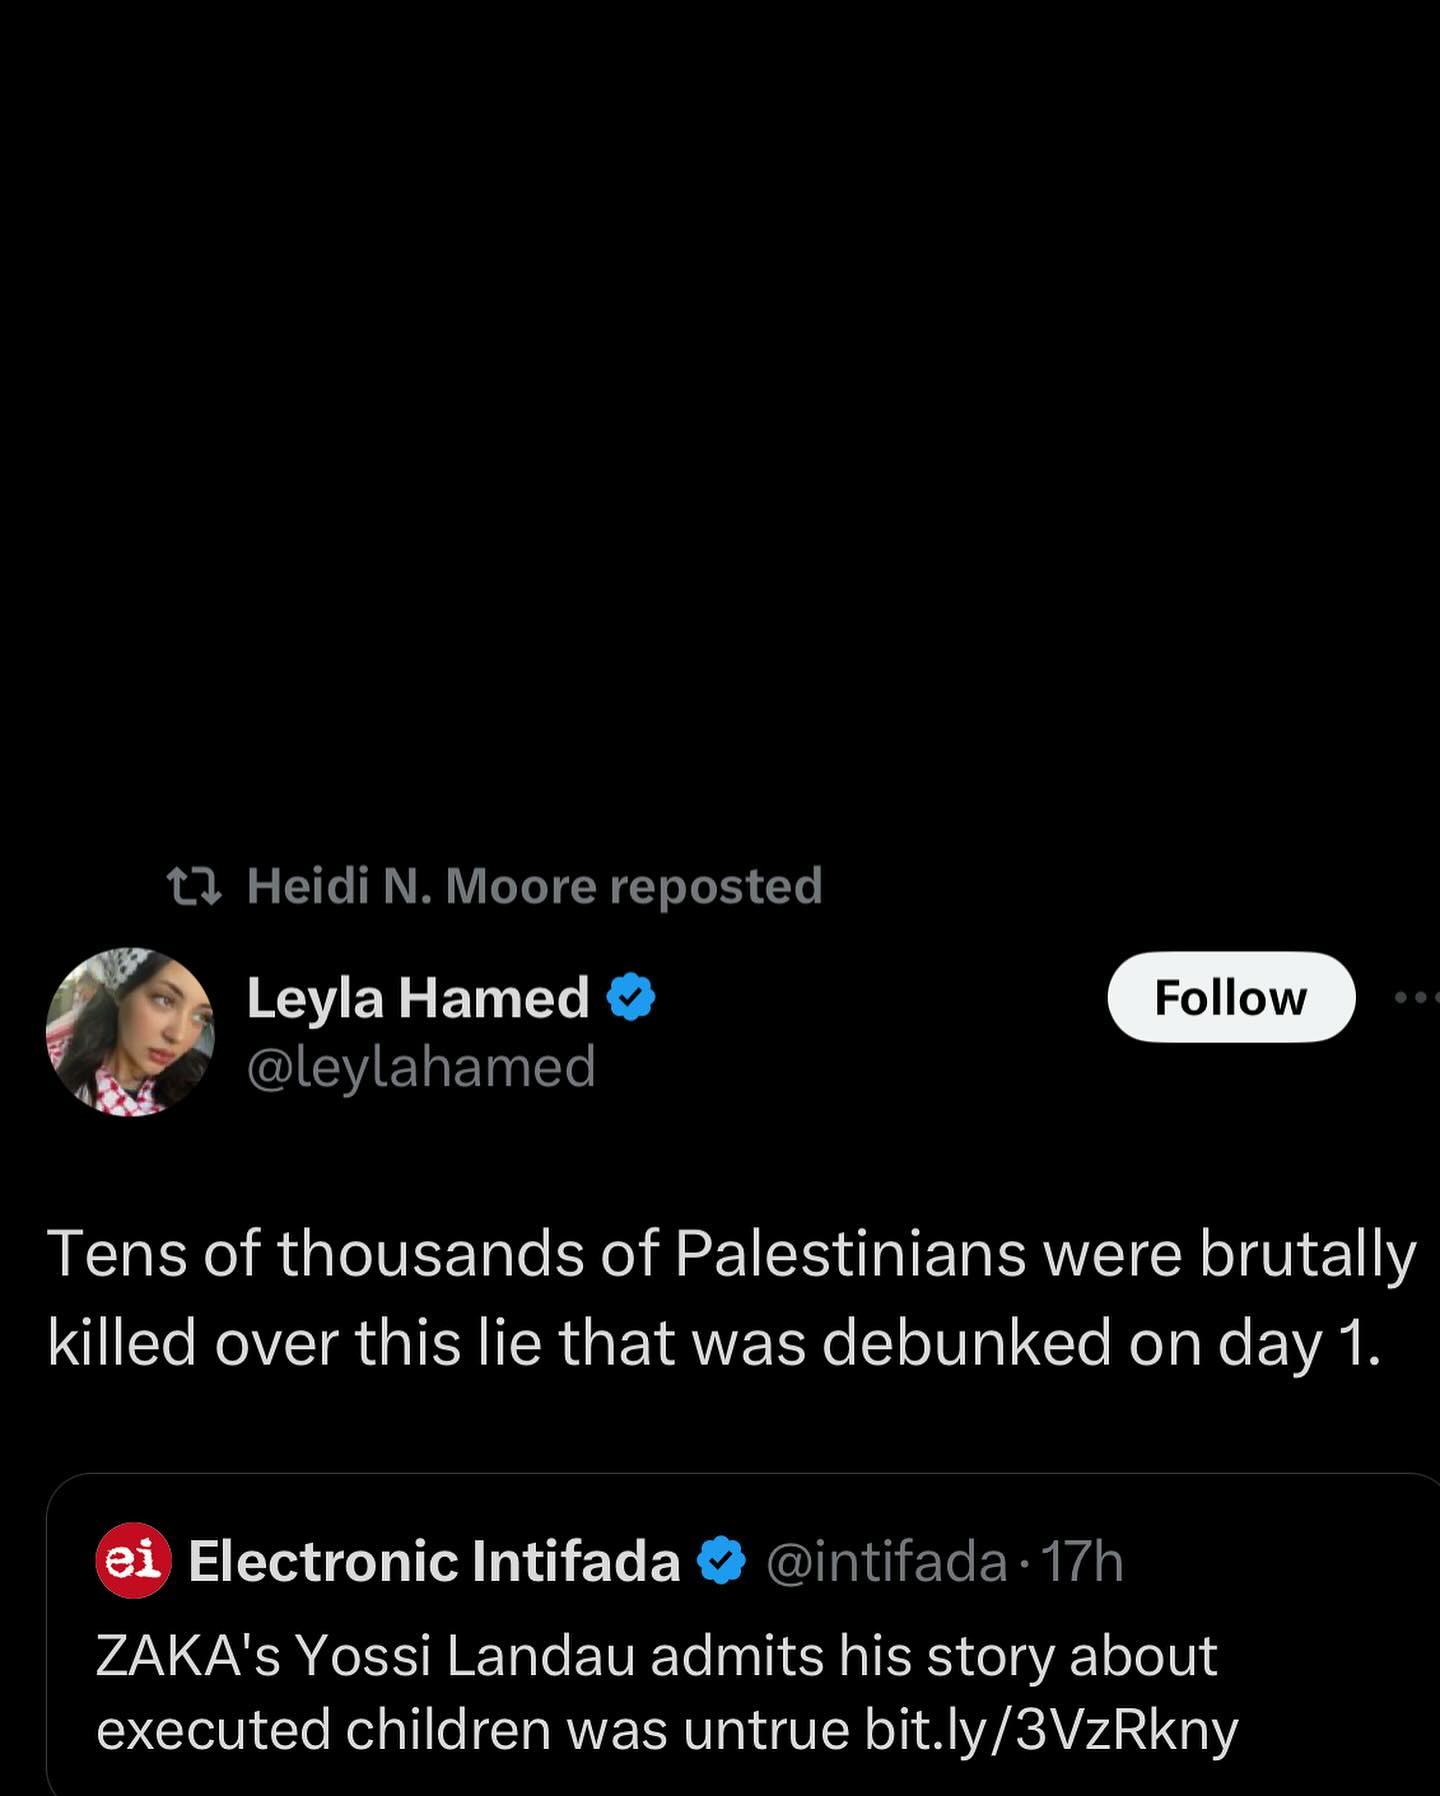 Heidi N. Moore reposted
Leyla Hamed
Follow
@leylahamed
Tens of thousands of Palestinians were brutally
killed over this lie that was debunked on day 1.
ei Electronic Intifada @intifada · 17h
ZAKA's Yossi Landau admits his story about
executed children was untrue bit.ly/3VzRkny